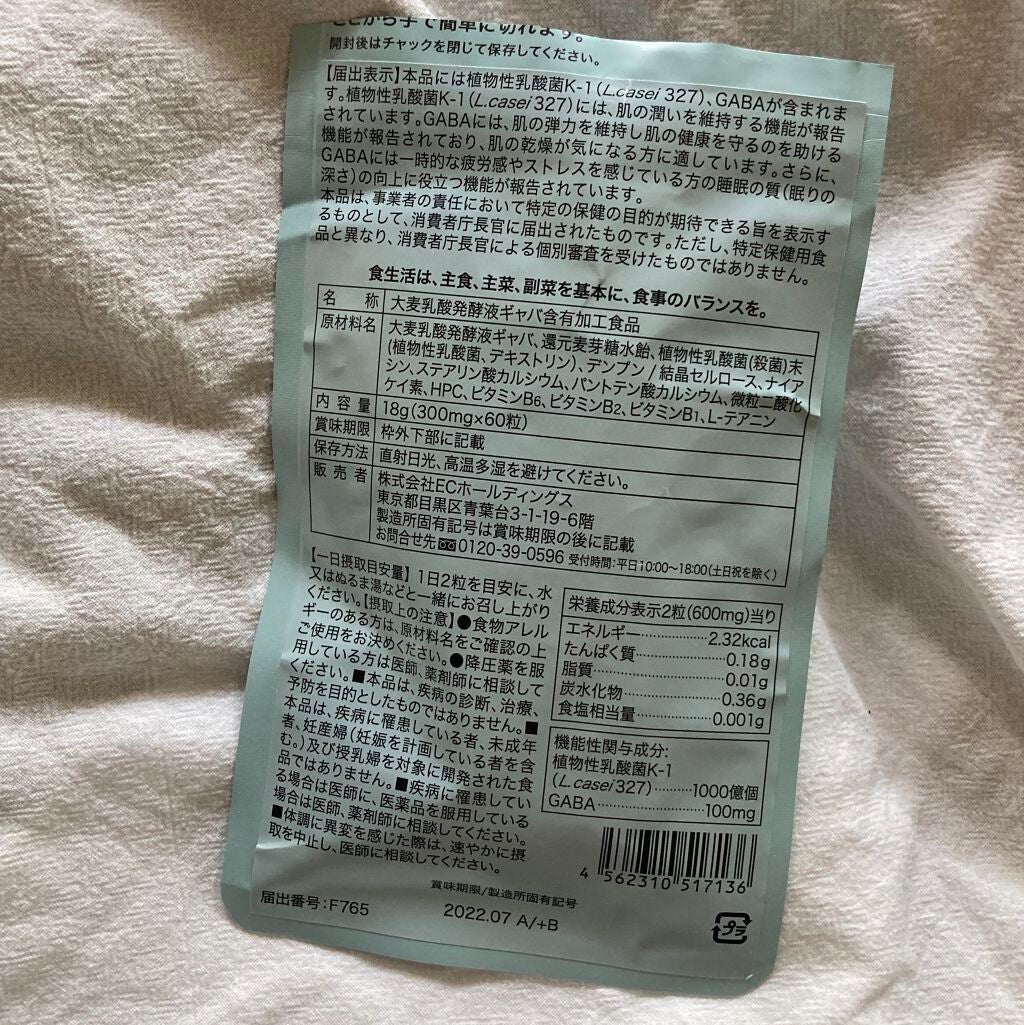 ここから手で簡単に切れます。
開封後はチャックを閉じて保存してください。
【届出表示】本品には植物性乳酸菌K-1(L.casei 327)、GABAが含まれま
す。植物性乳酸菌K-1(L.casei 327)には、肌の潤いを維持する機能が報告
されています。GABAには、肌の弾力を維持し肌の健康を守るのを助ける
機能が報告されており、肌の乾燥が気になる方に適しています。さらに、
GABAには一時的な疲労感やストレスを感じている方の睡眠の質(眠りの
深さ)の向上に役立つ機能が報告されています。
本品は、事業者の責任において特定の保健の目的が期待できる旨を表示す
るものとして、消費者庁長官に届出されたものです。ただし、特定保健用食
品と異なり、消費者庁長官による個別審査を受けたものではありません。
食生活は、主食、主菜、副菜を基本に、食事のバランスを。
名 称 大麦乳酸発酵液ギャバ含有加工食品
原材料名 大麦乳酸発酵液ギャバ、還元麦芽糖水飴、植物性乳酸菌(殺菌)末
(植物性乳酸菌、デキストリン)、デンプン/結晶セルロース、ナイア
シン、ステアリン酸カルシウム、パントテン酸カルシウム、微粒二酸化
ケイ素、HPC、ビタミンB6、ビタミンB2、ビタミンB1、L-テアニン
内容量 18g(300mg×60粒)
賞味期限 枠外下部に記載
保存方法 直射日光、高温多湿を避けてください。
販売者 株式会社ECホールディングス
東京都目黒区青葉台3-1-19-6階
製造所固有記号は賞味期限の後に記載
お問合せ先 0120-39-0596 受付時間:平日10:00〜18:00(土日祝を除く)
【一日摂取目安量】1日2粒を目安に、水
又はぬるま湯などと一緒にお召し上がり
ください。【摂取上の注意】●食物アレル
ギーのある方は、原材料名をご確認の上
ご使用をお決めください。●降圧薬を服
用している方は医師、薬剤師に相談して
ください。■本品は、疾病の診断、治療、
予防を目的としたものではありません。■
本品は、疾病に罹患している者、未成年
者、妊産婦(妊娠を計画している者を含
む。)及び授乳婦を対象に開発された食
品ではありません。■疾病に罹患してい
る場合は医師に、医薬品を服用している
場合は医師、薬剤師に相談してください。
■体調に異変を感じた際は、速やかに摂
取を中止し、医師に相談してください。
栄養成分表示2粒(600mg)当り
エネルギー……………2.32kcal
たんぱく質……………0.18g
脂質……………0.01g
炭水化物……………0.36g
食塩相当量……………0.001g
機能性関与成分:
植物性乳酸菌K-1
(L.casei 327)………1000億個
GABA……………100mg
4 562310 517136
賞味期限/製造所固有記号
届出番号:F765
2022.07 A/+B
プラ